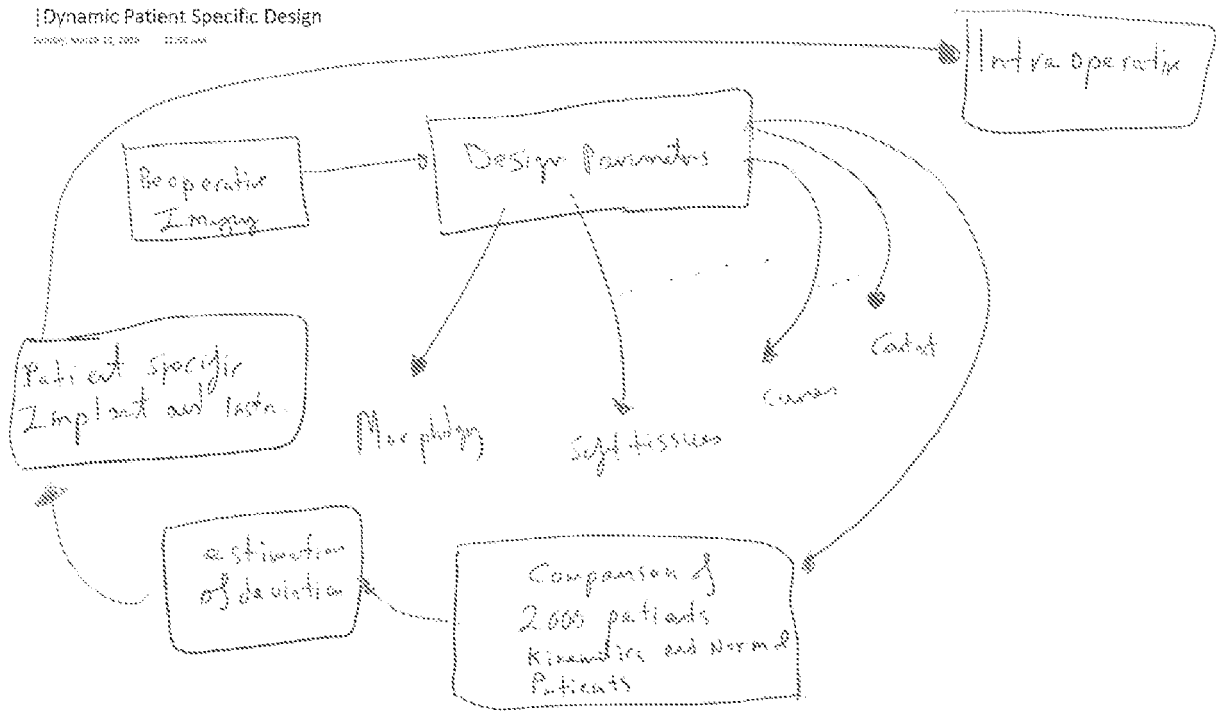 Dynamic Patient Specific Design
Intra operative
Design Parameters
Preoperative
Imaging
Contact
Patient specific
Implant and Instr.
Curves
Morphology
Soft tissues
estimation
of deviation
Comparison of
2000 patients
Kinematics and Normal
Patients